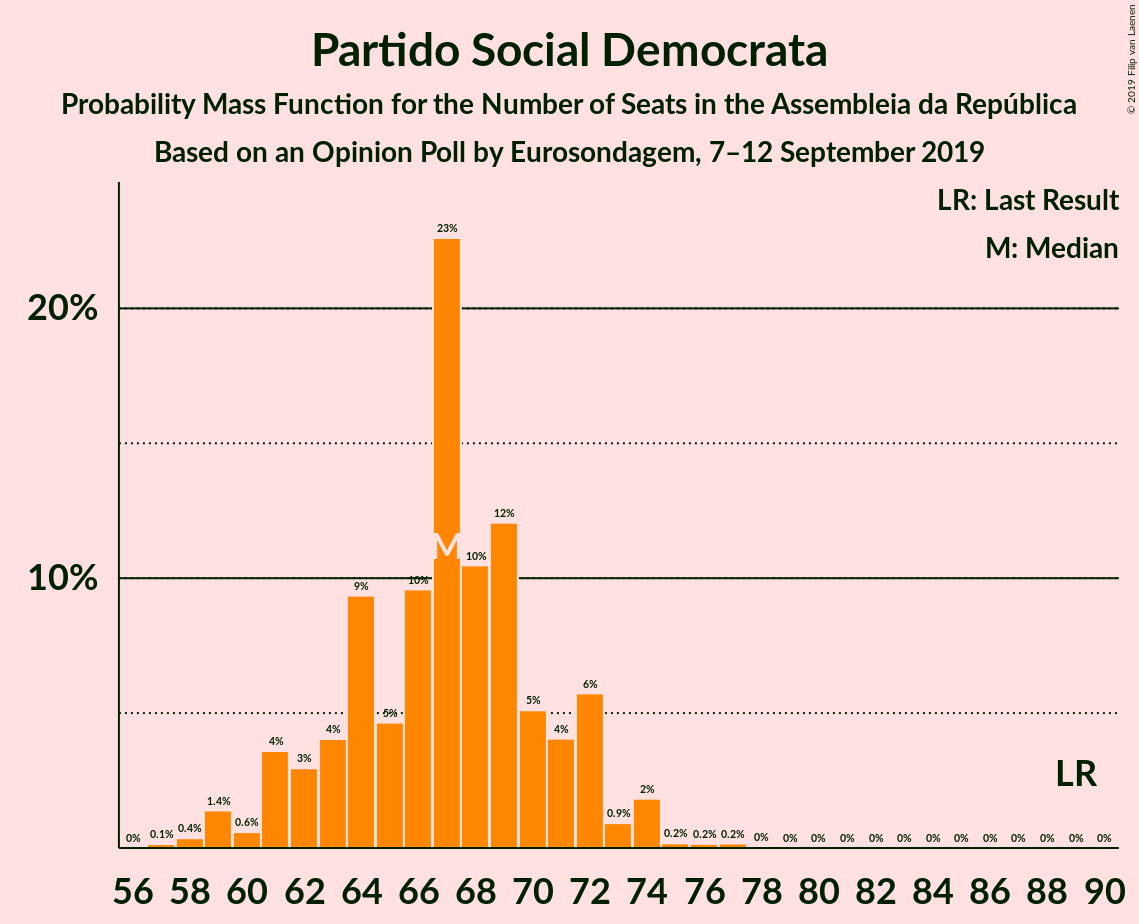 © 2019 Filip van Laenen
Partido Social Democrata
Probability Mass Function for the Number of Seats in the Assembleia da República
Based on an Opinion Poll by Eurosondagem, 7–12 September 2019
LR: Last Result
M: Median
20%
10%
0% 0.1% 0.4% 1.4% 0.6% 4% 3% 4% 9% 5% 10% 23% 10% 12% 5% 4% 6% 0.9% 2% 0.2% 0.2% 0.2% 0% 0% 0% 0% 0% 0% 0% 0% 0% 0% 0% 0% 0%
M
LR
56 58 60 62 64 66 68 70 72 74 76 78 80 82 84 86 88 90